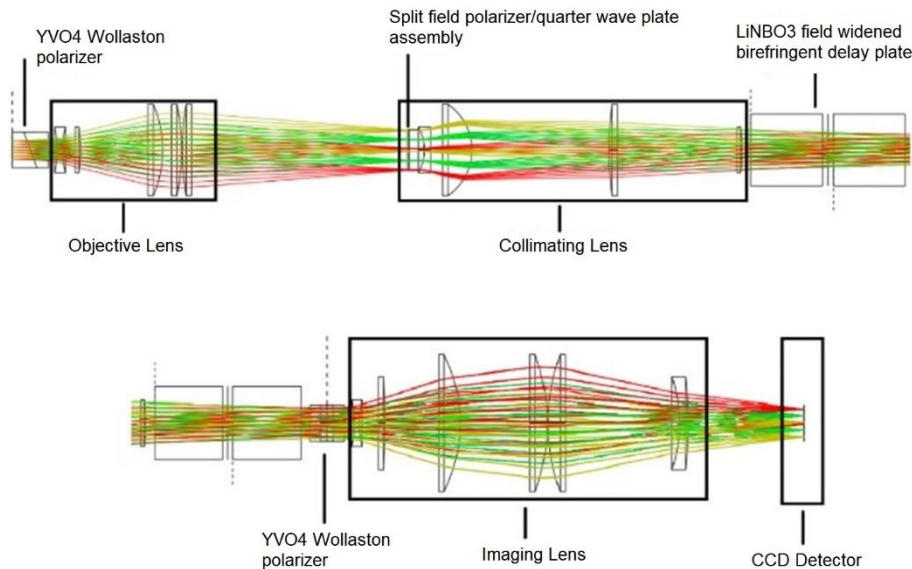 Split field polarizer/quarter wave plate
assembly
YVO4 Wollaston
polarizer
LiNBO3 field widened
birefringent delay plate
Objective Lens
Collimating Lens
YVO4 Wollaston
polarizer
Imaging Lens
CCD Detector